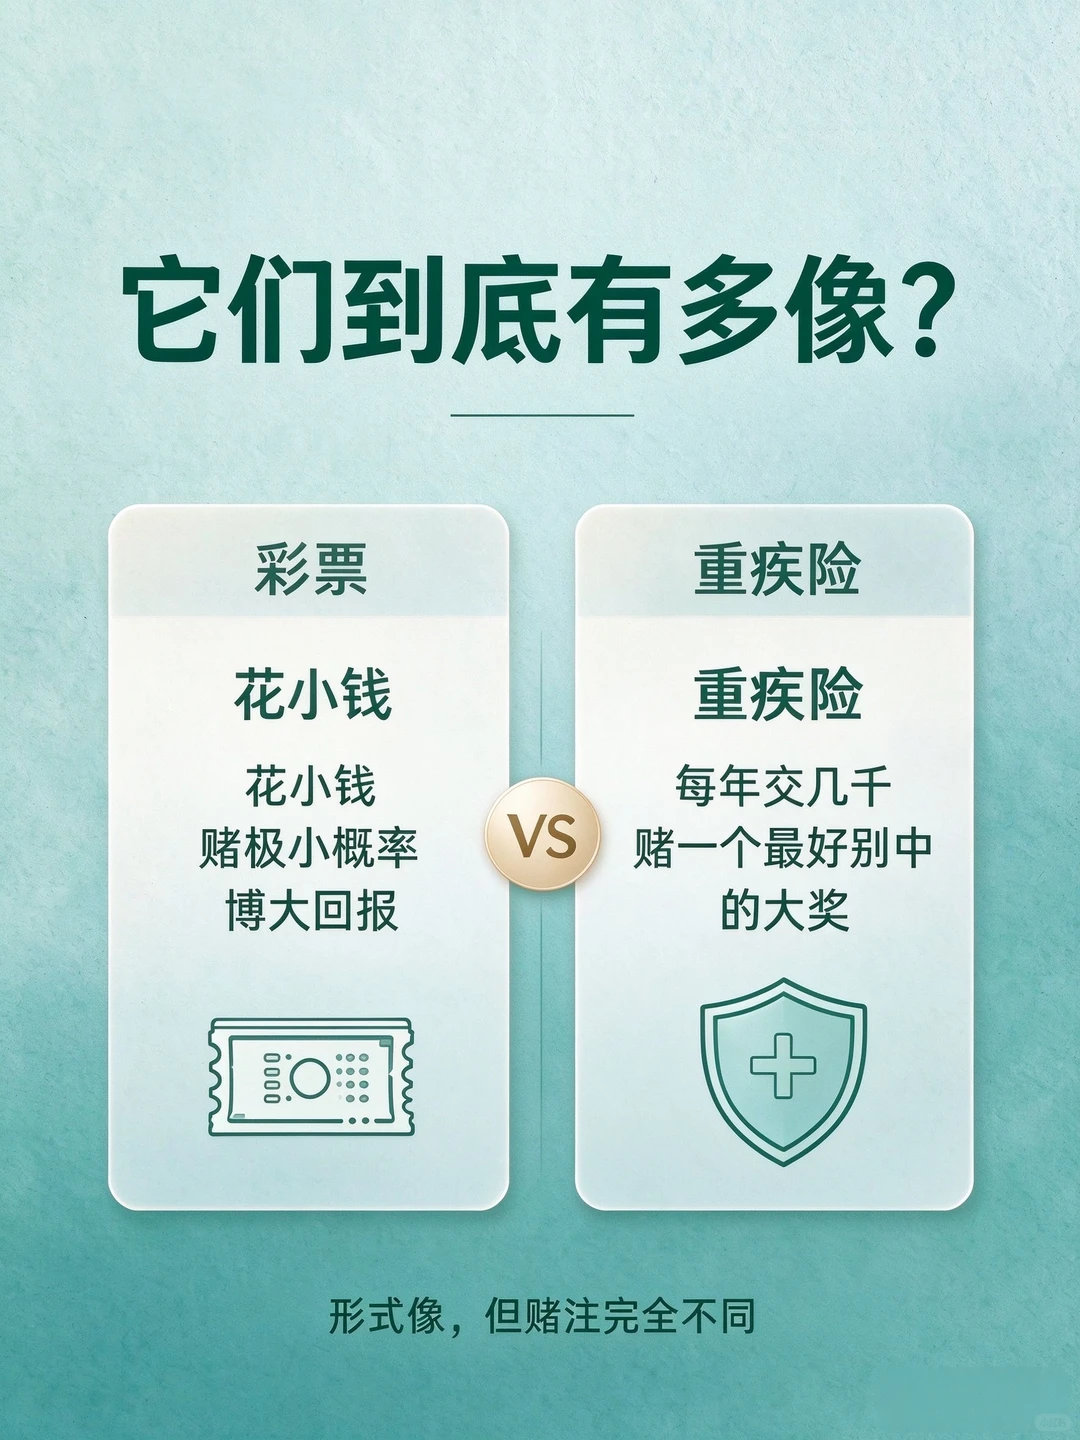 它们到底有多像？
彩票
花小钱
花小钱
赌极小概率
博大回报
VS
重疾险
重疾险
每年交几千
赌一个最好别中
的大奖
形式像，但赌注完全不同